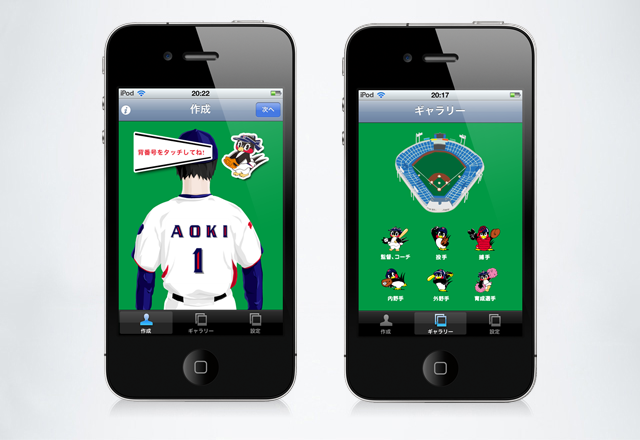 iPod 20:22
作成
次へ
背番号をタッチしてね!
AOKI
1
作成 ギャラリー 設定
iPod 20:17
ギャラリー
監督、コーチ 投手 捕手
内野手 外野手 育成選手
作成 ギャラリー 設定